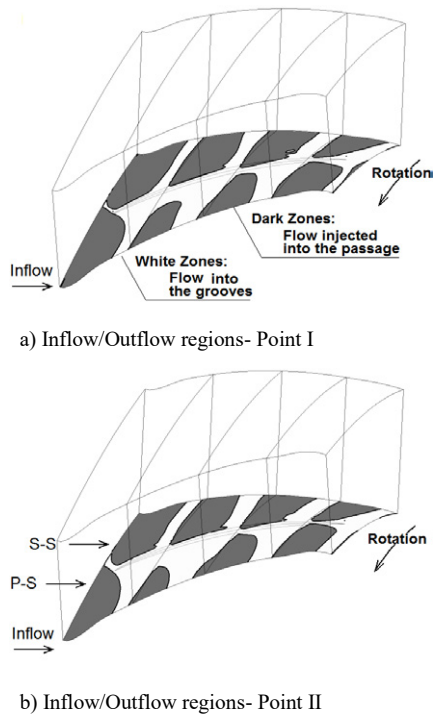 Rotation
Dark Zones:
Flow injected
into the passage
White Zones:
Flow into
the grooves
Inflow
a) Inflow/Outflow regions- Point I
S-S
Rotation
P-S
Inflow
b) Inflow/Outflow regions- Point II